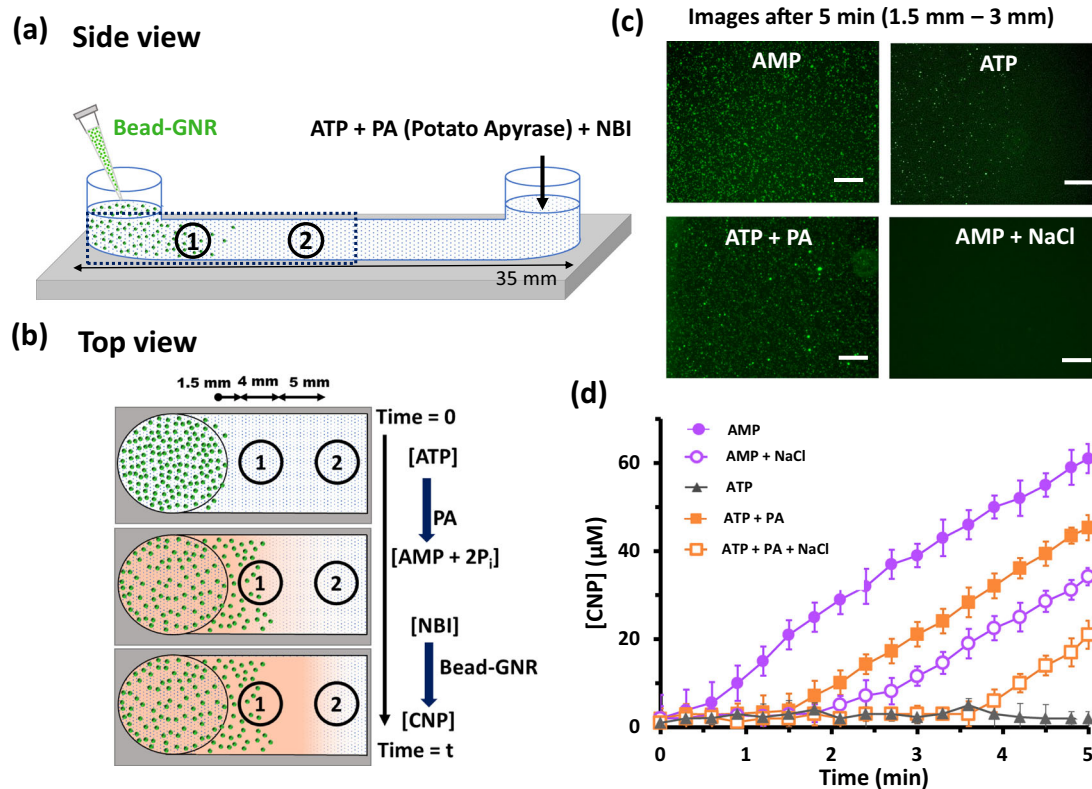 (a) Side view
Bead-GNR
ATP + PA (Potato Apyrase) + NBI
1
2
35 mm
(b) Top view
1.5 mm 4 mm 5 mm
Time = 0
1 2
[ATP]
PA
[AMP + 2Pi]
1 2
[NBI]
Bead-GNR
1 2
[CNP]
Time = t
(c) Images after 5 min (1.5 mm – 3 mm)
AMP
ATP
ATP + PA
AMP + NaCl
(d)
AMP
AMP + NaCl
ATP
ATP + PA
ATP + PA + NaCl
[CNP] (µM)
60
40
20
0
0 1 2 3 4 5
Time (min)